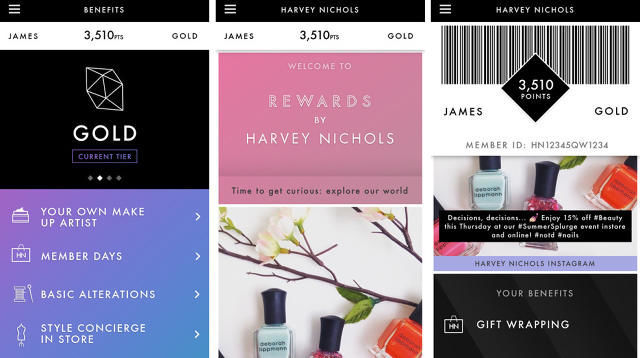 BENEFITS
JAMES 3,510PTS GOLD
GOLD
CURRENT TIER
YOUR OWN MAKE
UP ARTIST
HN
MEMBER DAYS
BASIC ALTERATIONS
STYLE CONCIERGE
IN STORE
HARVEY NICHOLS
JAMES 3,510PTS GOLD
WELCOME TO
REWARDS
BY
HARVEY NICHOLS
Time to get curious: explore our world
deborah
lippmann
HARVEY NICHOLS
3,510
POINTS
JAMES GOLD
MEMBER ID: HN12345QW1234
deborah
lippmann
Decisions, decisions... 💅 Enjoy 15% off #Beauty
this Thursday at our #SummerSplurge event instore
and online! #notd #nails
HARVEY NICHOLS INSTAGRAM
YOUR BENEFITS
HN
GIFT WRAPPING